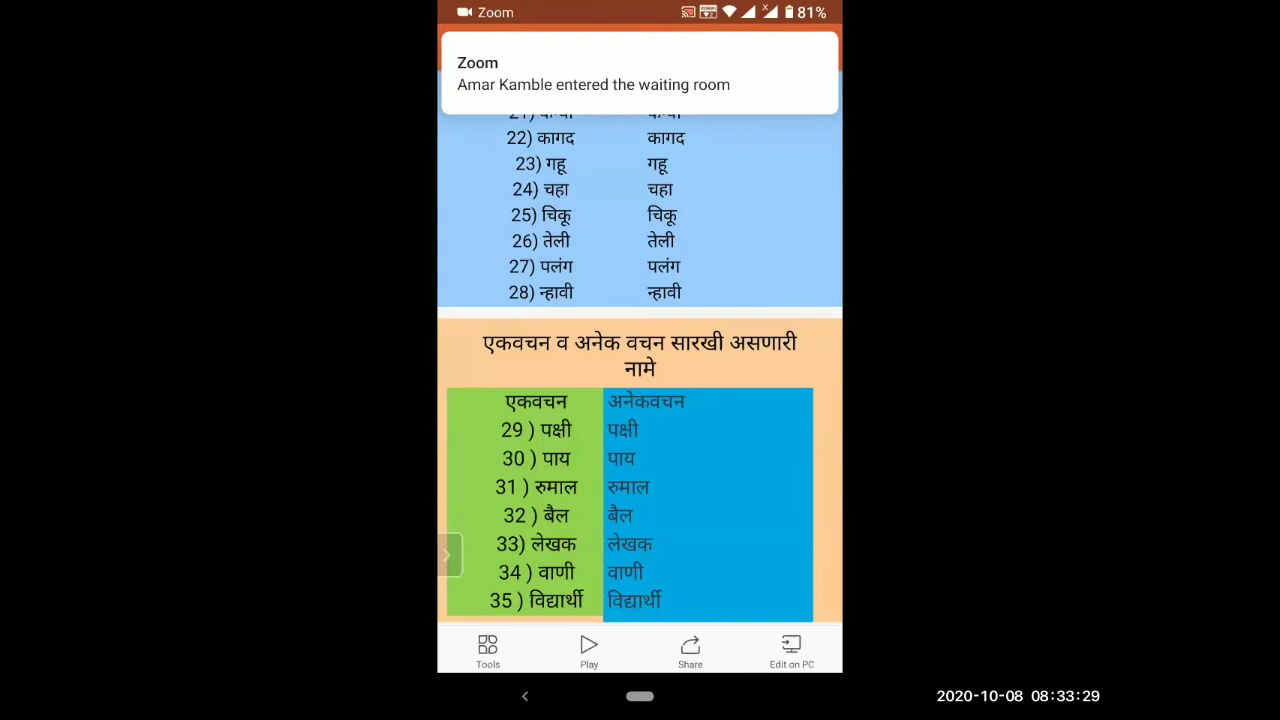 Zoom 81%
Zoom
Amar Kamble entered the waiting room
22) कागद कागद
23) गहू गहू
24) चहा चहा
25) चिकू चिकू
26) तेली तेली
27) पलंग पलंग
28) न्हावी न्हावी
एकवचन व अनेक वचन सारखी असणारी
नामे
एकवचन अनेकवचन
29 ) पक्षी पक्षी
30 ) पाय पाय
31 ) रुमाल रुमाल
32 ) बैल बैल
33) लेखक लेखक
34 ) वाणी वाणी
35 ) विद्यार्थी विद्यार्थी
Tools Play Share Edit on PC
2020-10-08 08:33:29